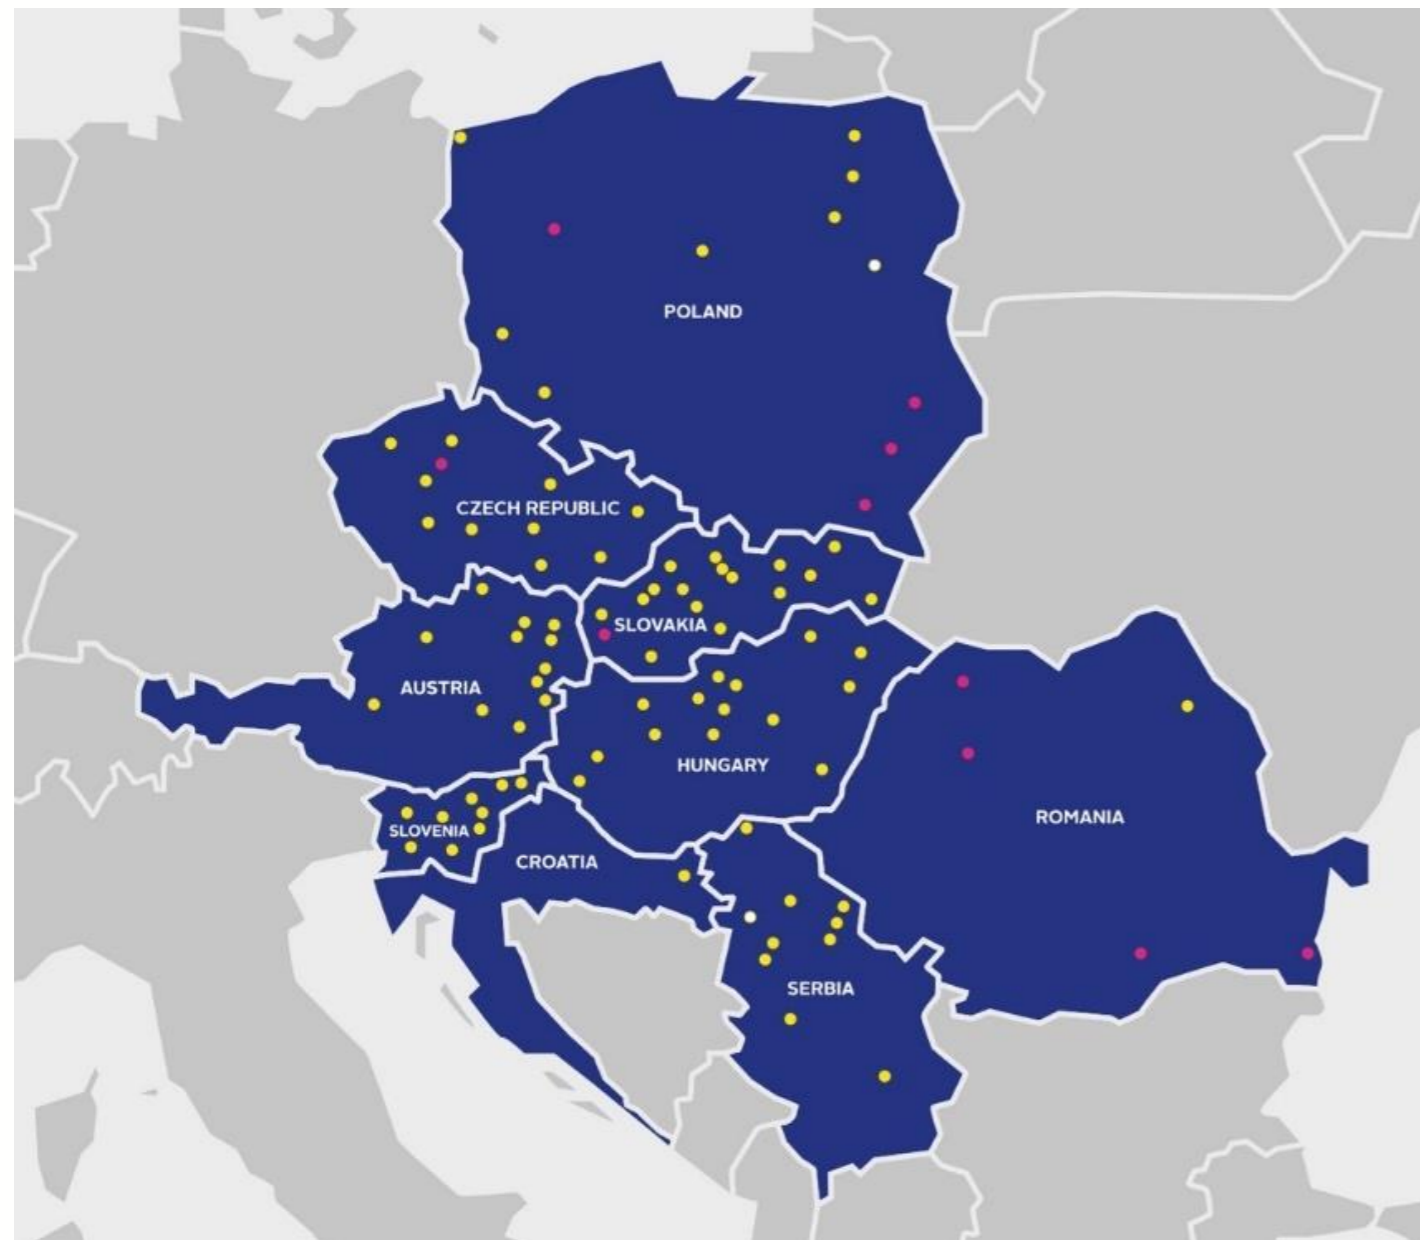 POLAND
CZECH REPUBLIC
SLOVAKIA
AUSTRIA
HUNGARY
ROMANIA
SLOVENIA
CROATIA
SERBIA